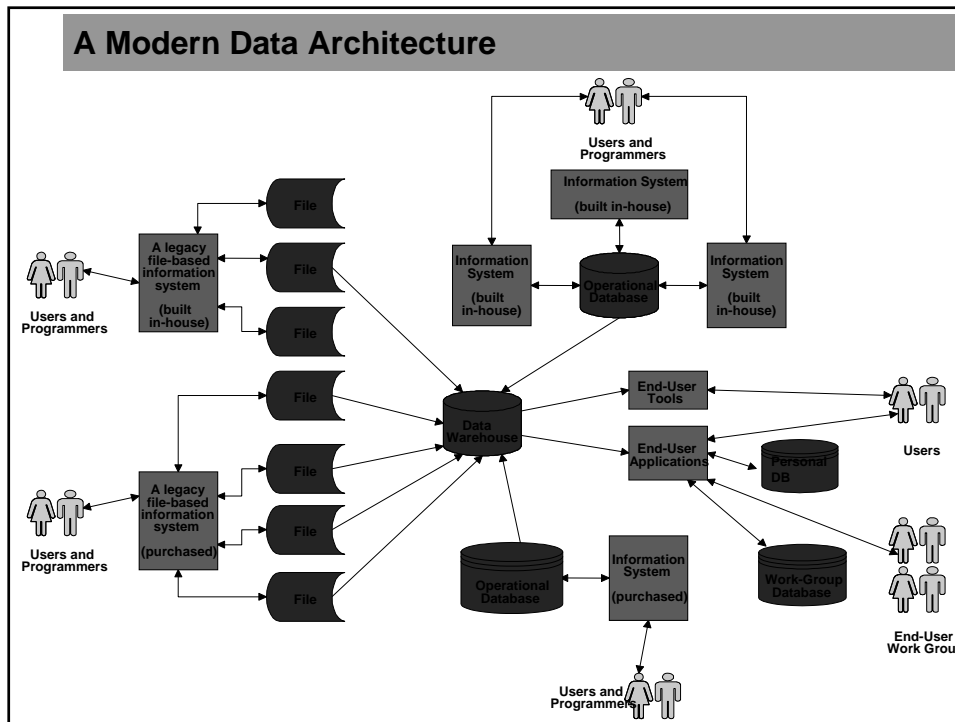 A Modern Data Architecture
Users and
Programmers
Information System
(built in-house)
File
A legacy
file-based
information
system
(built
in-house)
File
File
Users and
Programmers
Information
System
(built
in-house)
Operational
Database
Information
System
(built
in-house)
File
Data
Warehouse
End-User
Tools
End-User
Applications
Personal
DB
Users
File
A legacy
file-based
information
system
(purchased)
File
File
Users and
Programmers
Operational
Database
Information
System
(purchased)
Work-Group
Database
End-User
Work Grou
Users and
Programmers